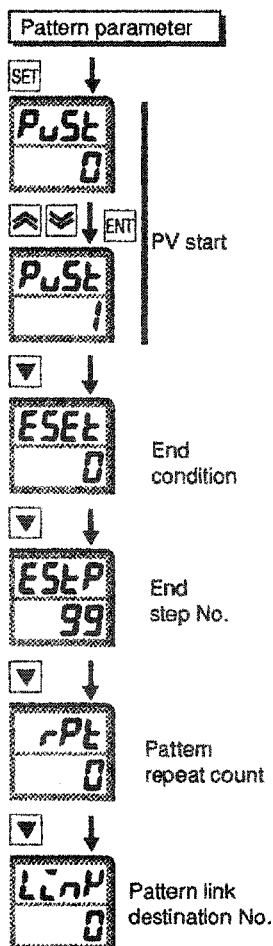 Pattern parameter
SET
PuSt
0
ENT
PV start
PuSt
1
ESEt
0
End
condition
EStP
99
End
step No.
rPt
0
Pattern
repeat count
LinP
0
Pattern link
destination No.